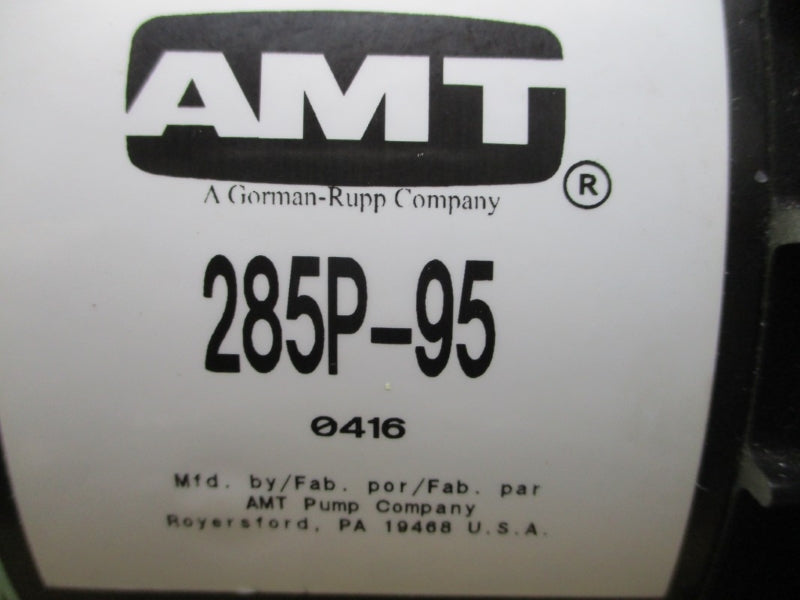 AMT
®
A Gorman-Rupp Company
285P-95
0416
Mfd. by/Fab. por/Fab. par
AMT Pump Company
Royersford, PA 19468 U.S.A.